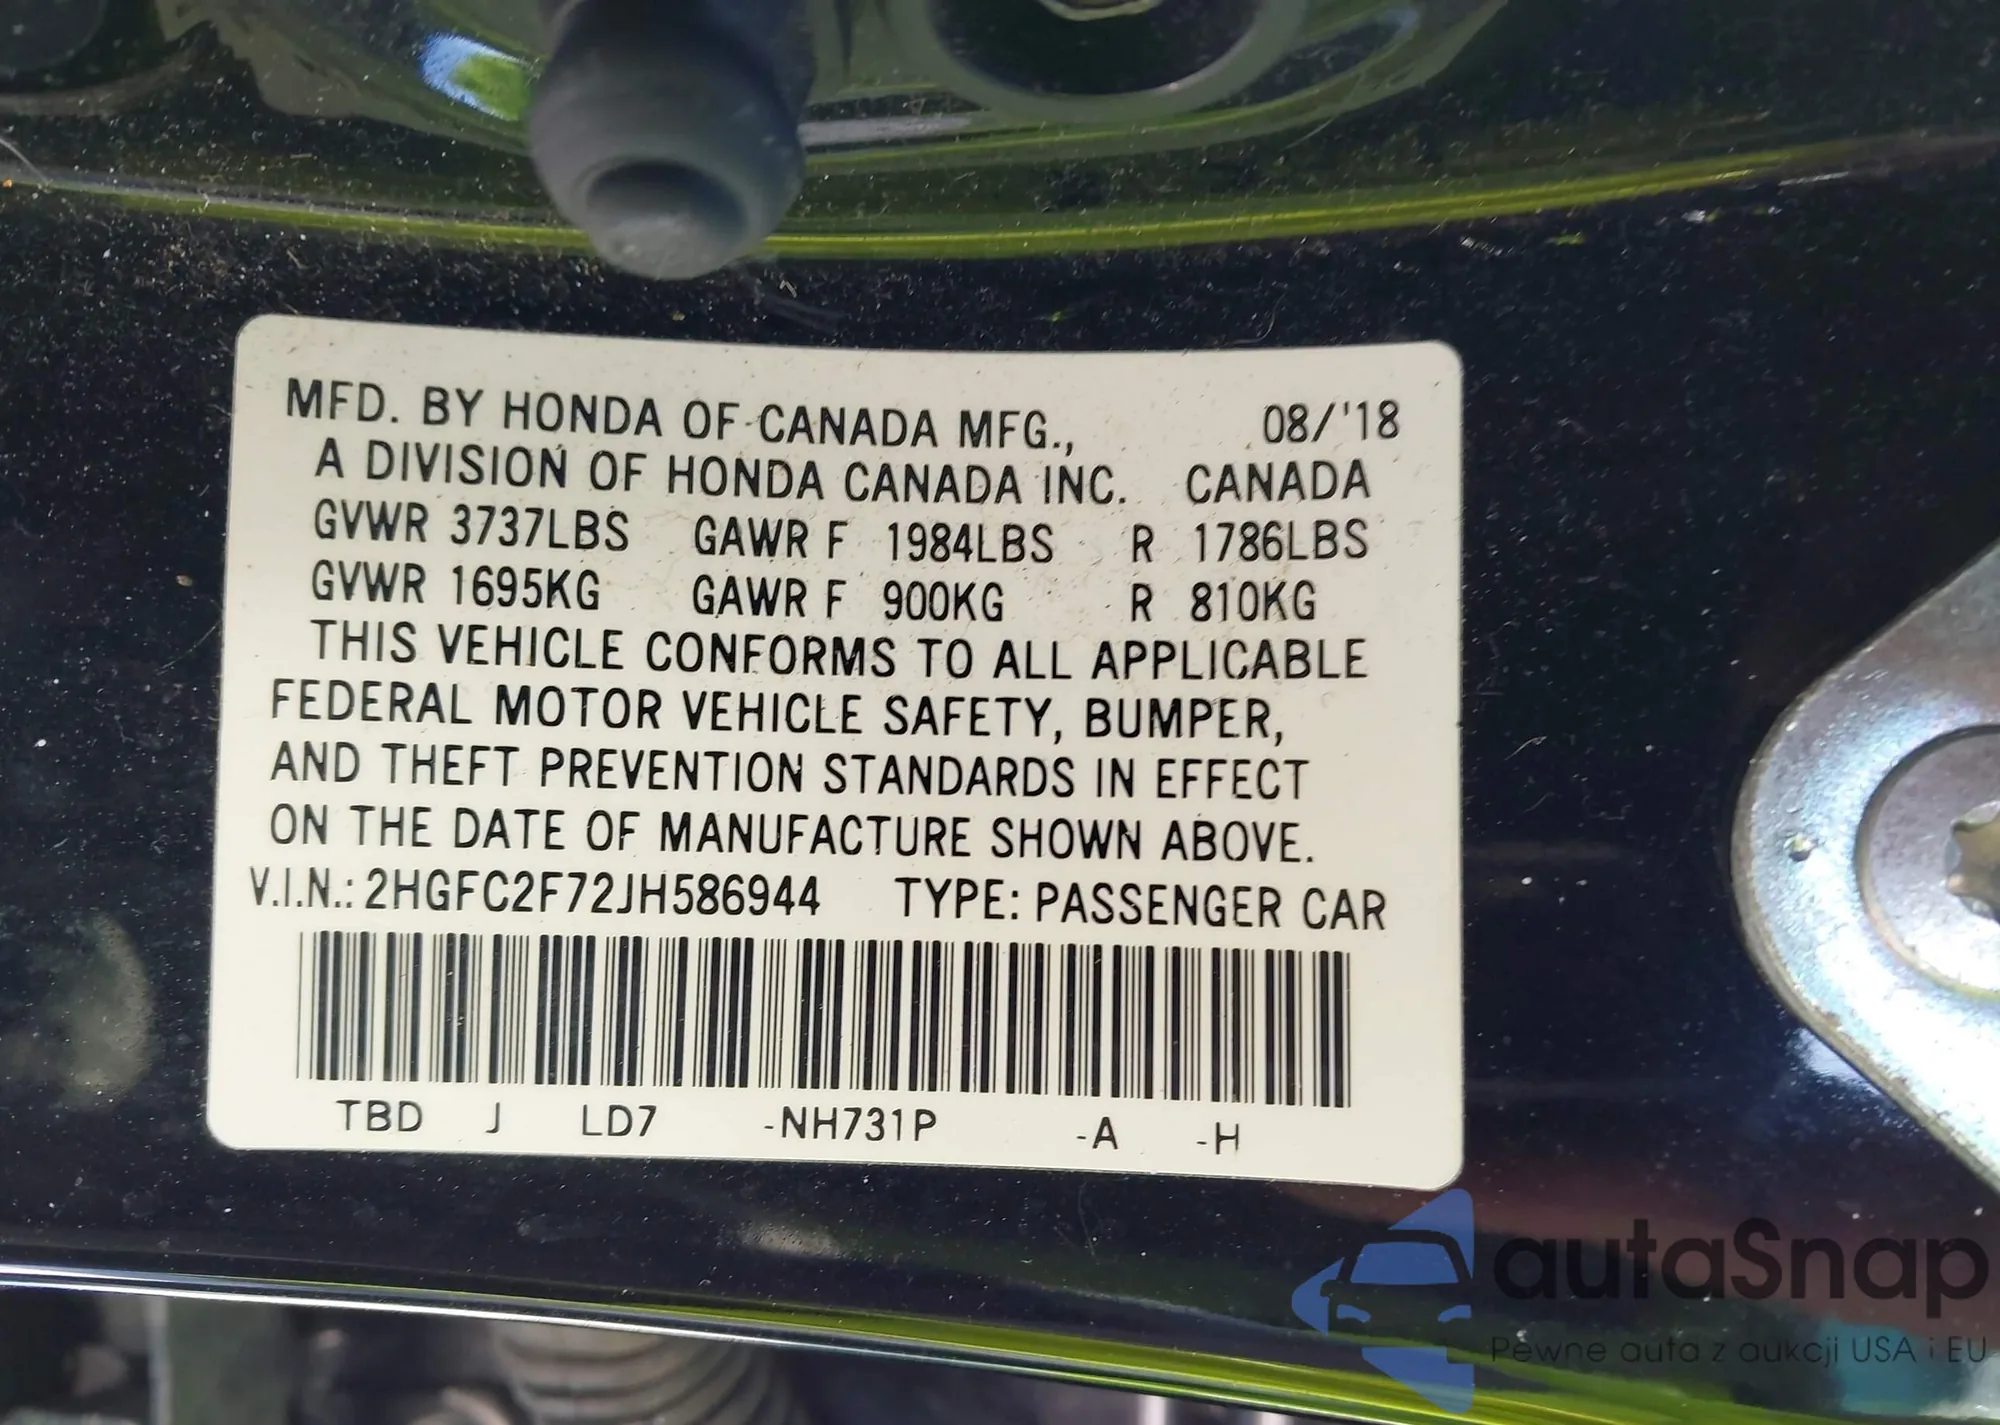 MFD. BY HONDA OF CANADA MFG., 08/'18
A DIVISION OF HONDA CANADA INC. CANADA
GVWR 3737LBS GAWR F 1984LBS R 1786LBS
GVWR 1695KG GAWR F 900KG R 810KG
THIS VEHICLE CONFORMS TO ALL APPLICABLE
FEDERAL MOTOR VEHICLE SAFETY, BUMPER,
AND THEFT PREVENTION STANDARDS IN EFFECT
ON THE DATE OF MANUFACTURE SHOWN ABOVE.
V.I.N.: 2HGFC2F72JH586944 TYPE: PASSENGER CAR
TBD J LD7 -NH731P -A -H
autaSnap
Pewne auta z aukcji USA i EU